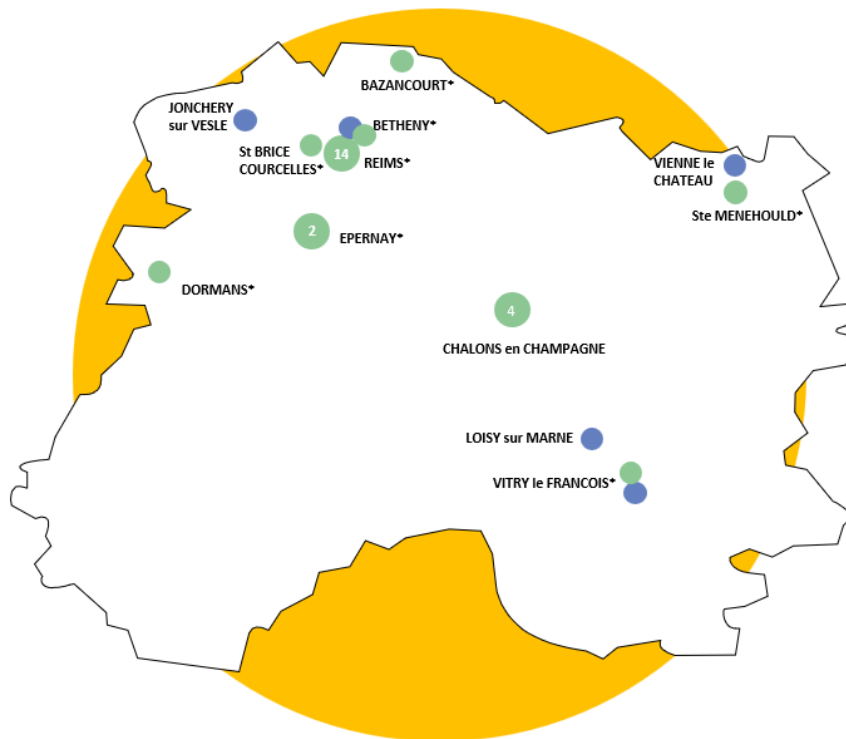 BAZANCOURT*
JONCHERY
sur VESLE
BETHENY*
St BRICE
COURCELLES*
14
REIMS*
VIENNE le
CHATEAU
Ste MENEHOULD*
2
EPERNAY*
DORMANS*
4
CHALONS en CHAMPAGNE
LOISY sur MARNE
VITRY le FRANCOIS*